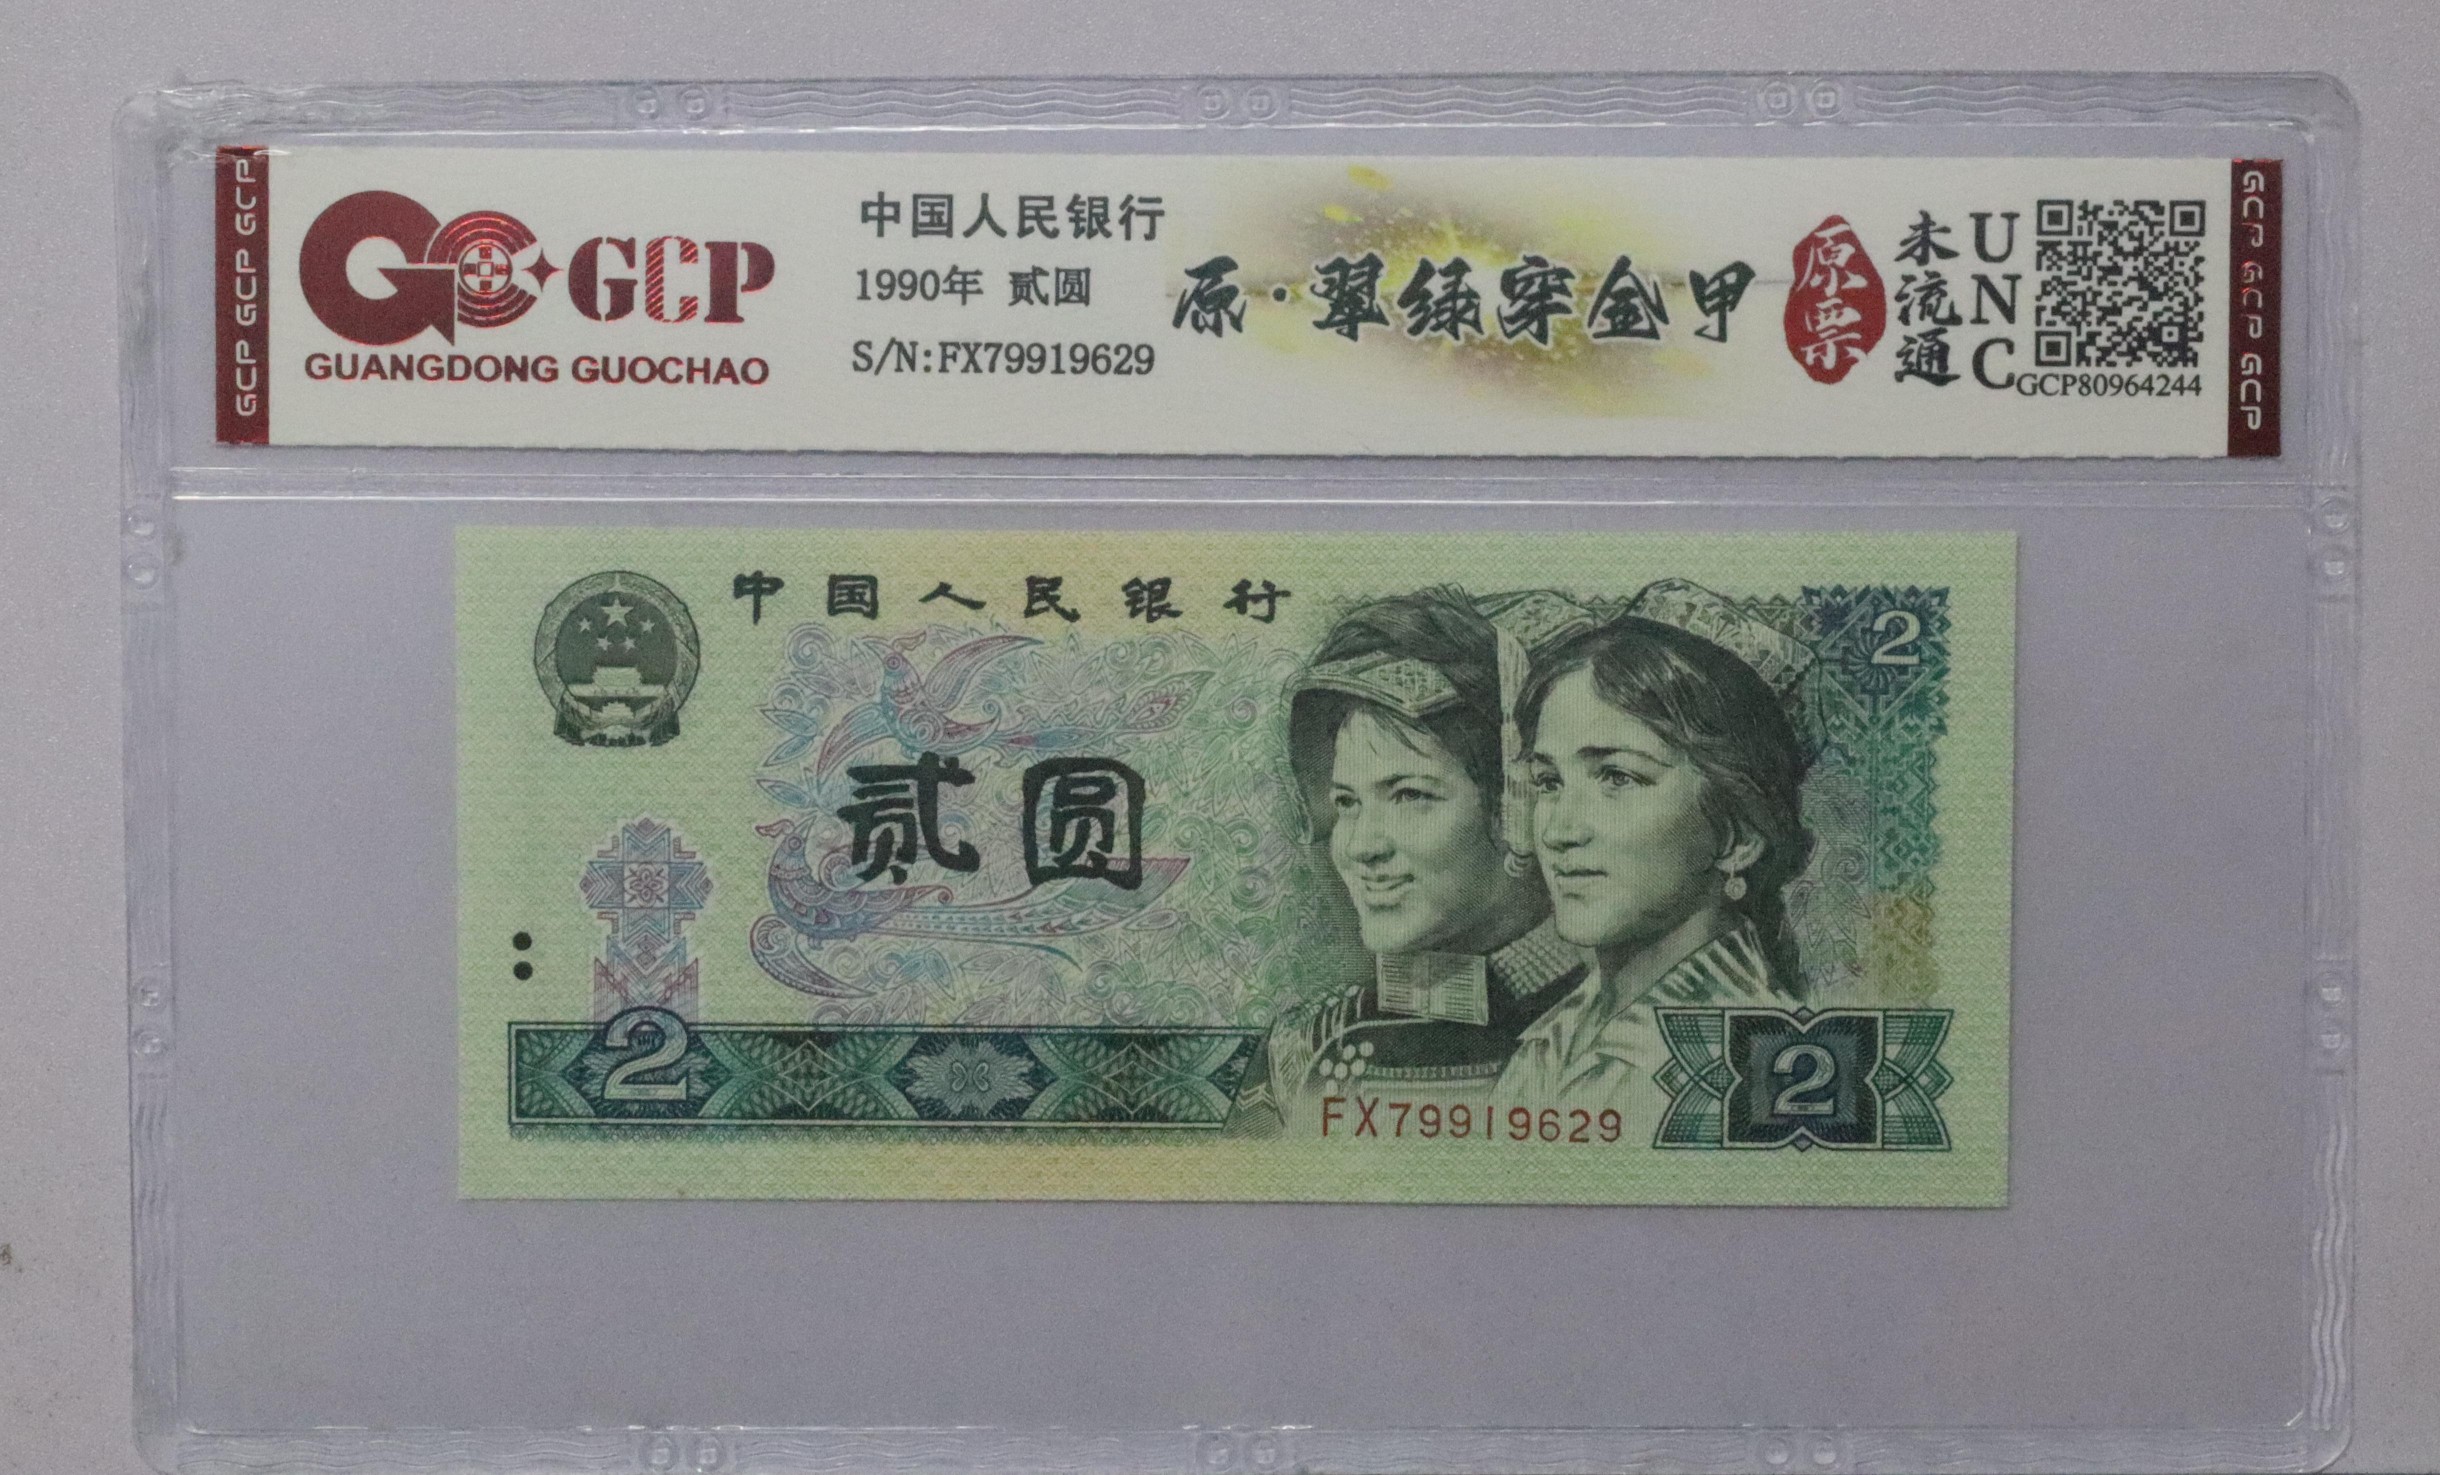 GCP GCP GCP
GCP
GUANGDONG GUOCHAO
中国人民银行
1990年 贰圆
S/N:FX79919629
原·翠绿穿金甲
原票
未流通
UNC
GCP80964244
GCP GCP GCP
中国人民银行
2
贰圆
2
FX79919629
2